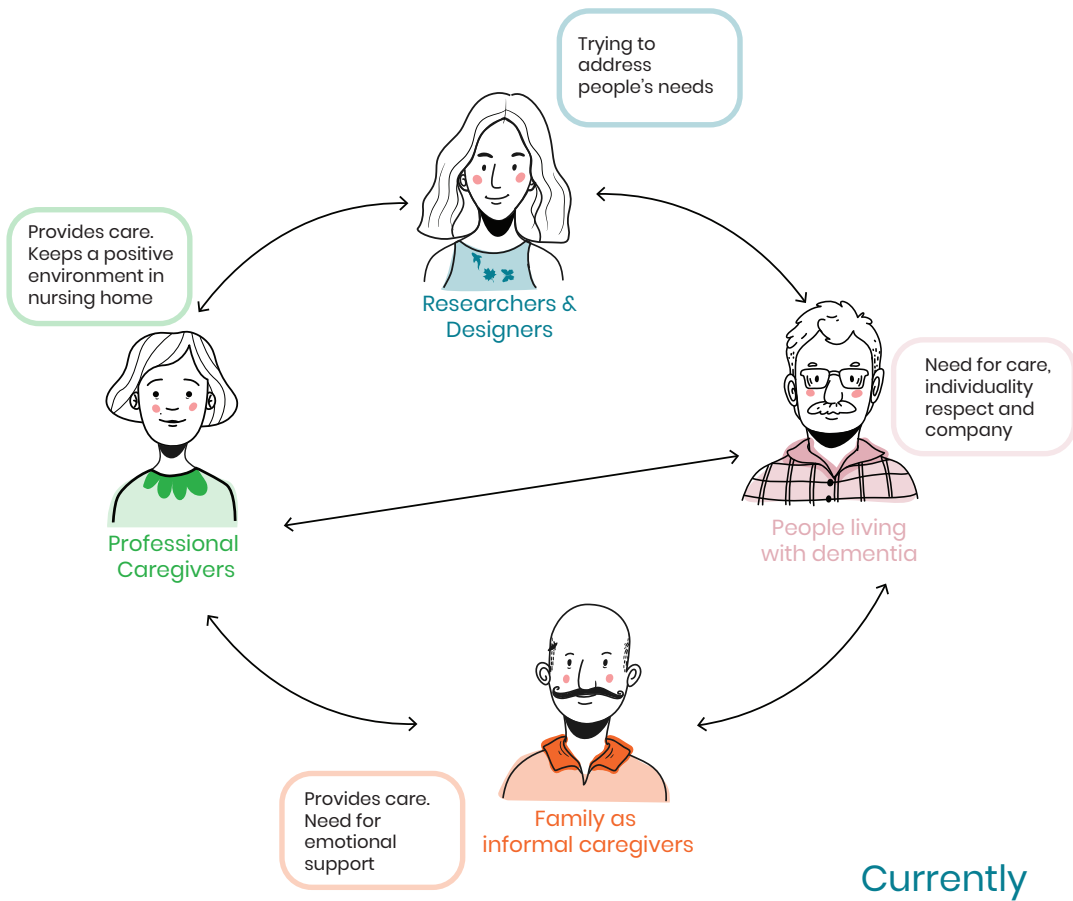 Trying to
address
people's needs
Researchers &
Designers
Provides care.
Keeps a positive
environment in
nursing home
Professional
Caregivers
Need for care,
individuality
respect and
company
People living
with dementia
Provides care.
Need for
emotional
support
Family as
informal caregivers
Currently